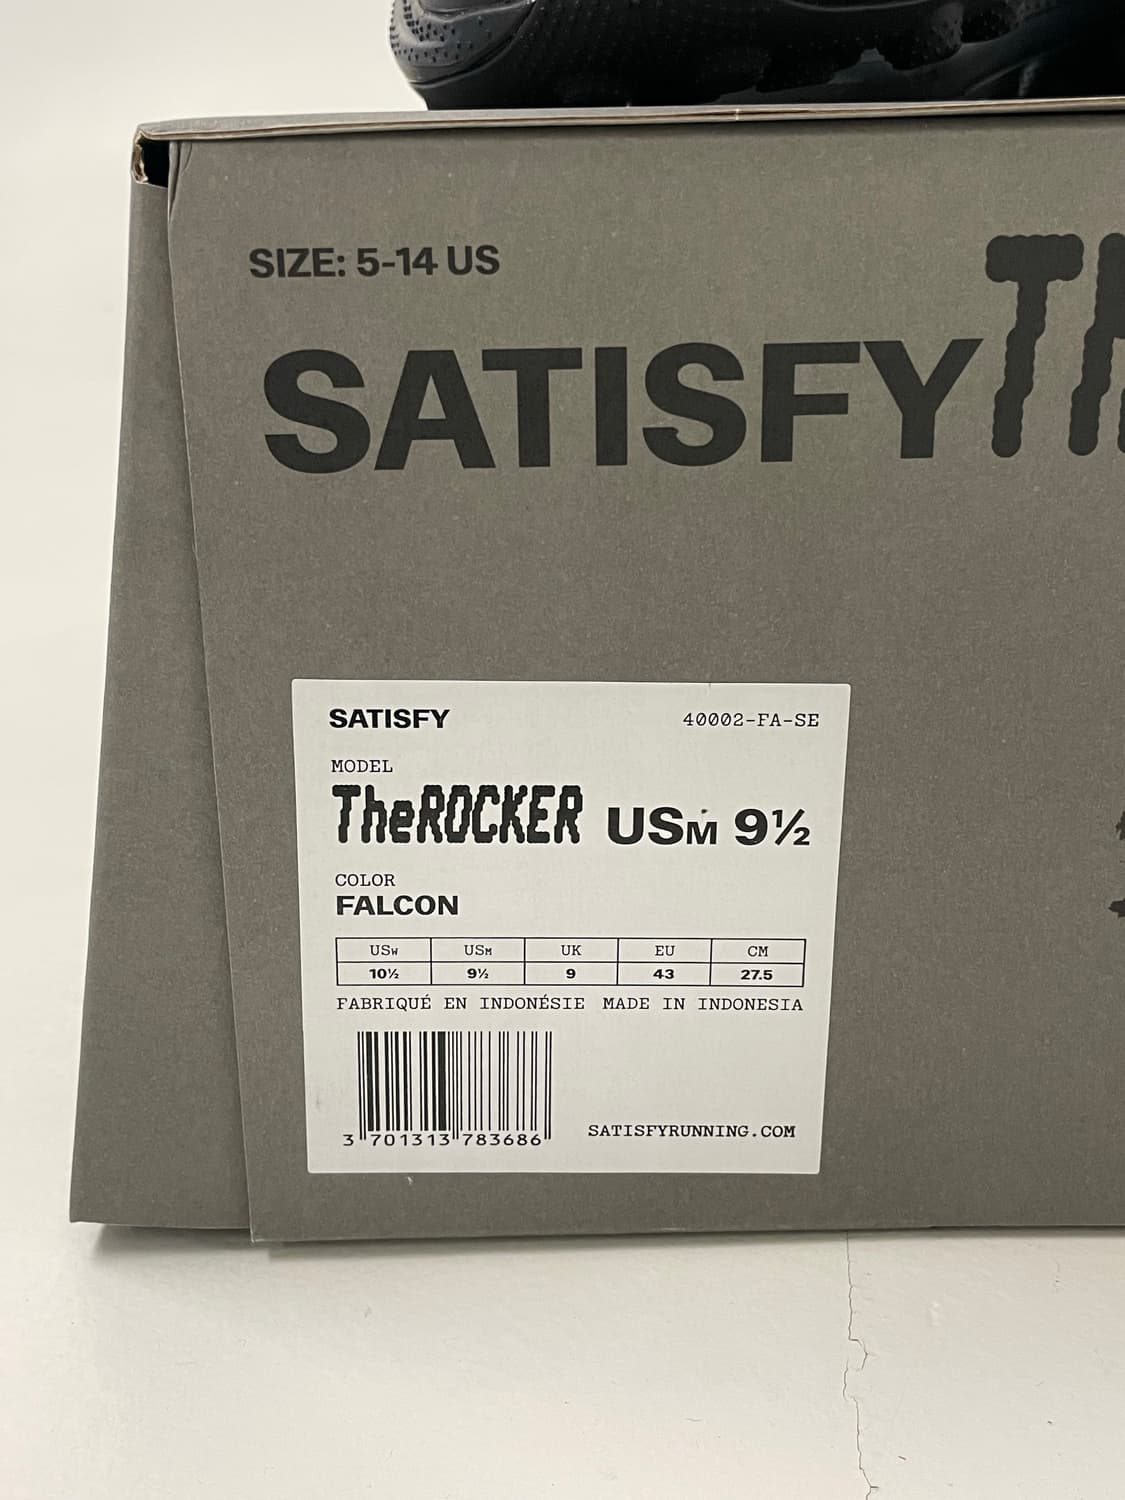 SIZE: 5-14 US
SATISFY
SATISFY 40002-FA-SE
MODEL
TheROCKER USM 9½
COLOR
FALCON
USW USM UK EU CM
10½ 9½ 9 43 27.5
FABRIQUÉ EN INDONÉSIE MADE IN INDONESIA
3 701313 783686
SATISFYRUNNING.COM